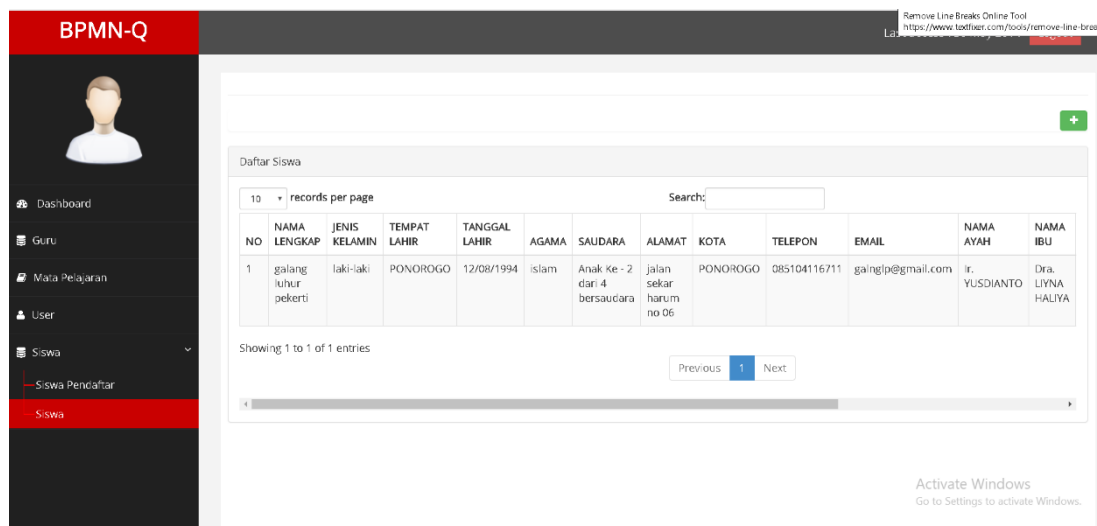 BPMN-Q
Remove Line Breaks Online Tool
https://www.textfixer.com/tools/remove-line-brea
Dashboard
Guru
Mata Pelajaran
User
Siswa
Siswa Pendaftar
Siswa
+
Daftar Siswa
10 records per page
Search:
NO NAMA LENGKAP JENIS KELAMIN TEMPAT LAHIR TANGGAL LAHIR AGAMA SAUDARA ALAMAT KOTA TELEPON EMAIL NAMA AYAH NAMA IBU
1 galang luhur pekerti laki-laki PONOROGO 12/08/1994 islam Anak Ke - 2 dari 4 bersaudara jalan sekar harum no 06 PONOROGO 085104116711 galnglp@gmail.com Ir. YUSDIANTO Dra. LIYNA HALIYA
Showing 1 to 1 of 1 entries
Previous 1 Next
Activate Windows
Go to Settings to activate Windows.